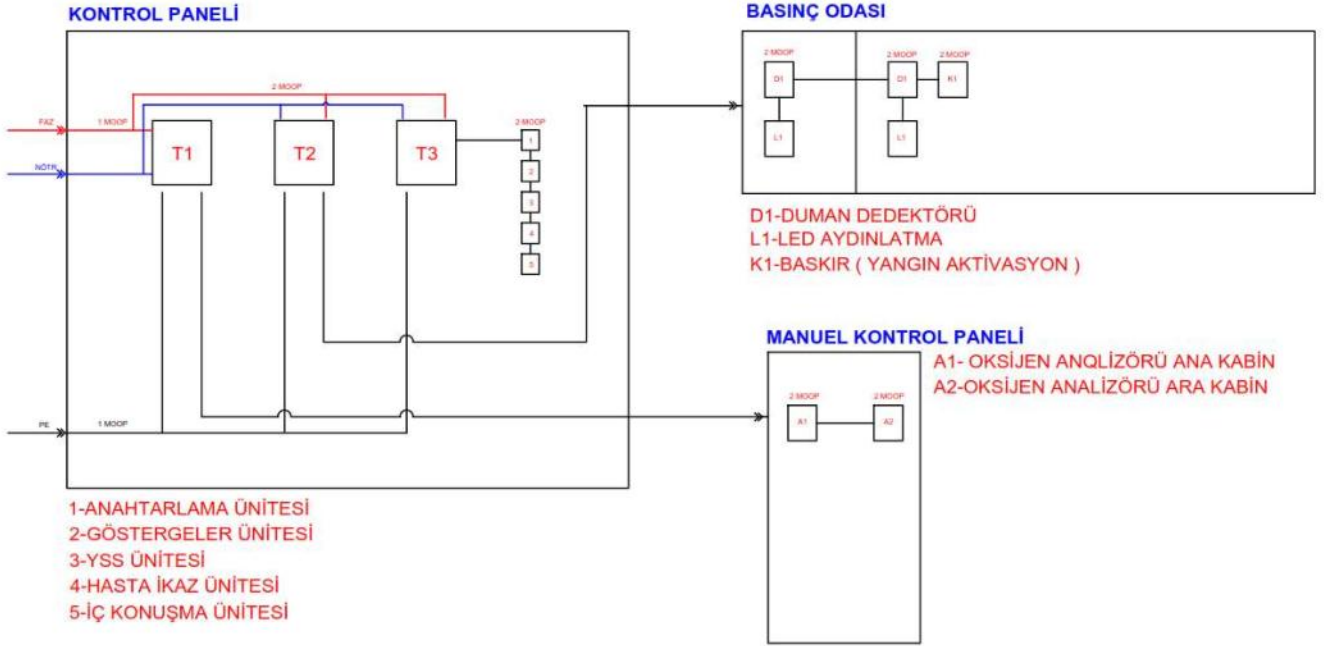 KONTROL PANELİ
2 MOOP
FAZ
1 MOOP
NÖTR
T1
T2
T3
2-MOOP
1
2
3
4
5
PE
1 MOOP
1-ANAHTARLAMA ÜNİTESİ
2-GÖSTERGELER ÜNİTESİ
3-YSS ÜNİTESİ
4-HASTA İKAZ ÜNİTESİ
5-İÇ KONUŞMA ÜNİTESİ
BASINÇ ODASI
2 MOOP
2 MOOP
2 MOOP
D1
D1
K1
L1
L1
D1-DUMAN DEDEKTÖRÜ
L1-LED AYDINLATMA
K1-BASKIR ( YANGIN AKTİVASYON )
MANUEL KONTROL PANELİ
A1- OKSİJEN ANQLİZÖRÜ ANA KABİN
A2-OKSİJEN ANALİZÖRÜ ARA KABİN
2 MOOP
2 MOOP
A1
A2